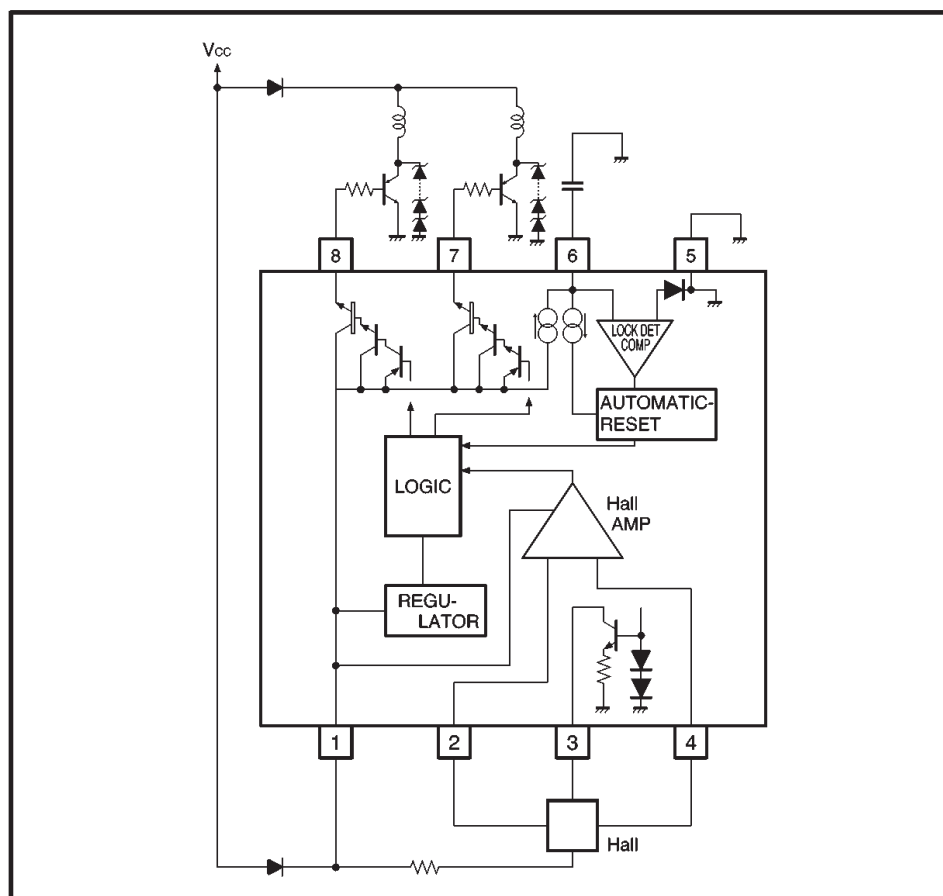 Vcc
8
7
6
5
LOCK DET
COMP
AUTOMATIC-
RESET
LOGIC
Hall
AMP
REGU-
LATOR
1
2
3
4
Hall